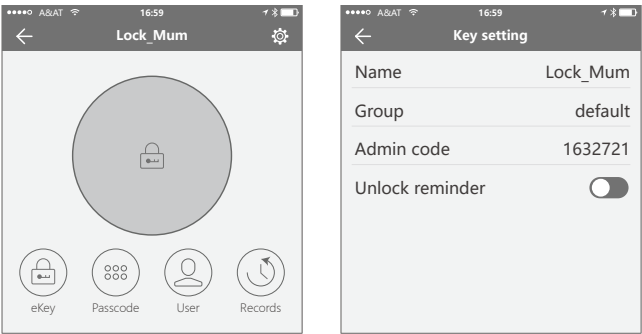 A&AT 16:59
Lock_Mum
eKey Passcode User Records
A&AT 16:59
Key setting
Name Lock_Mum
Group default
Admin code 1632721
Unlock reminder